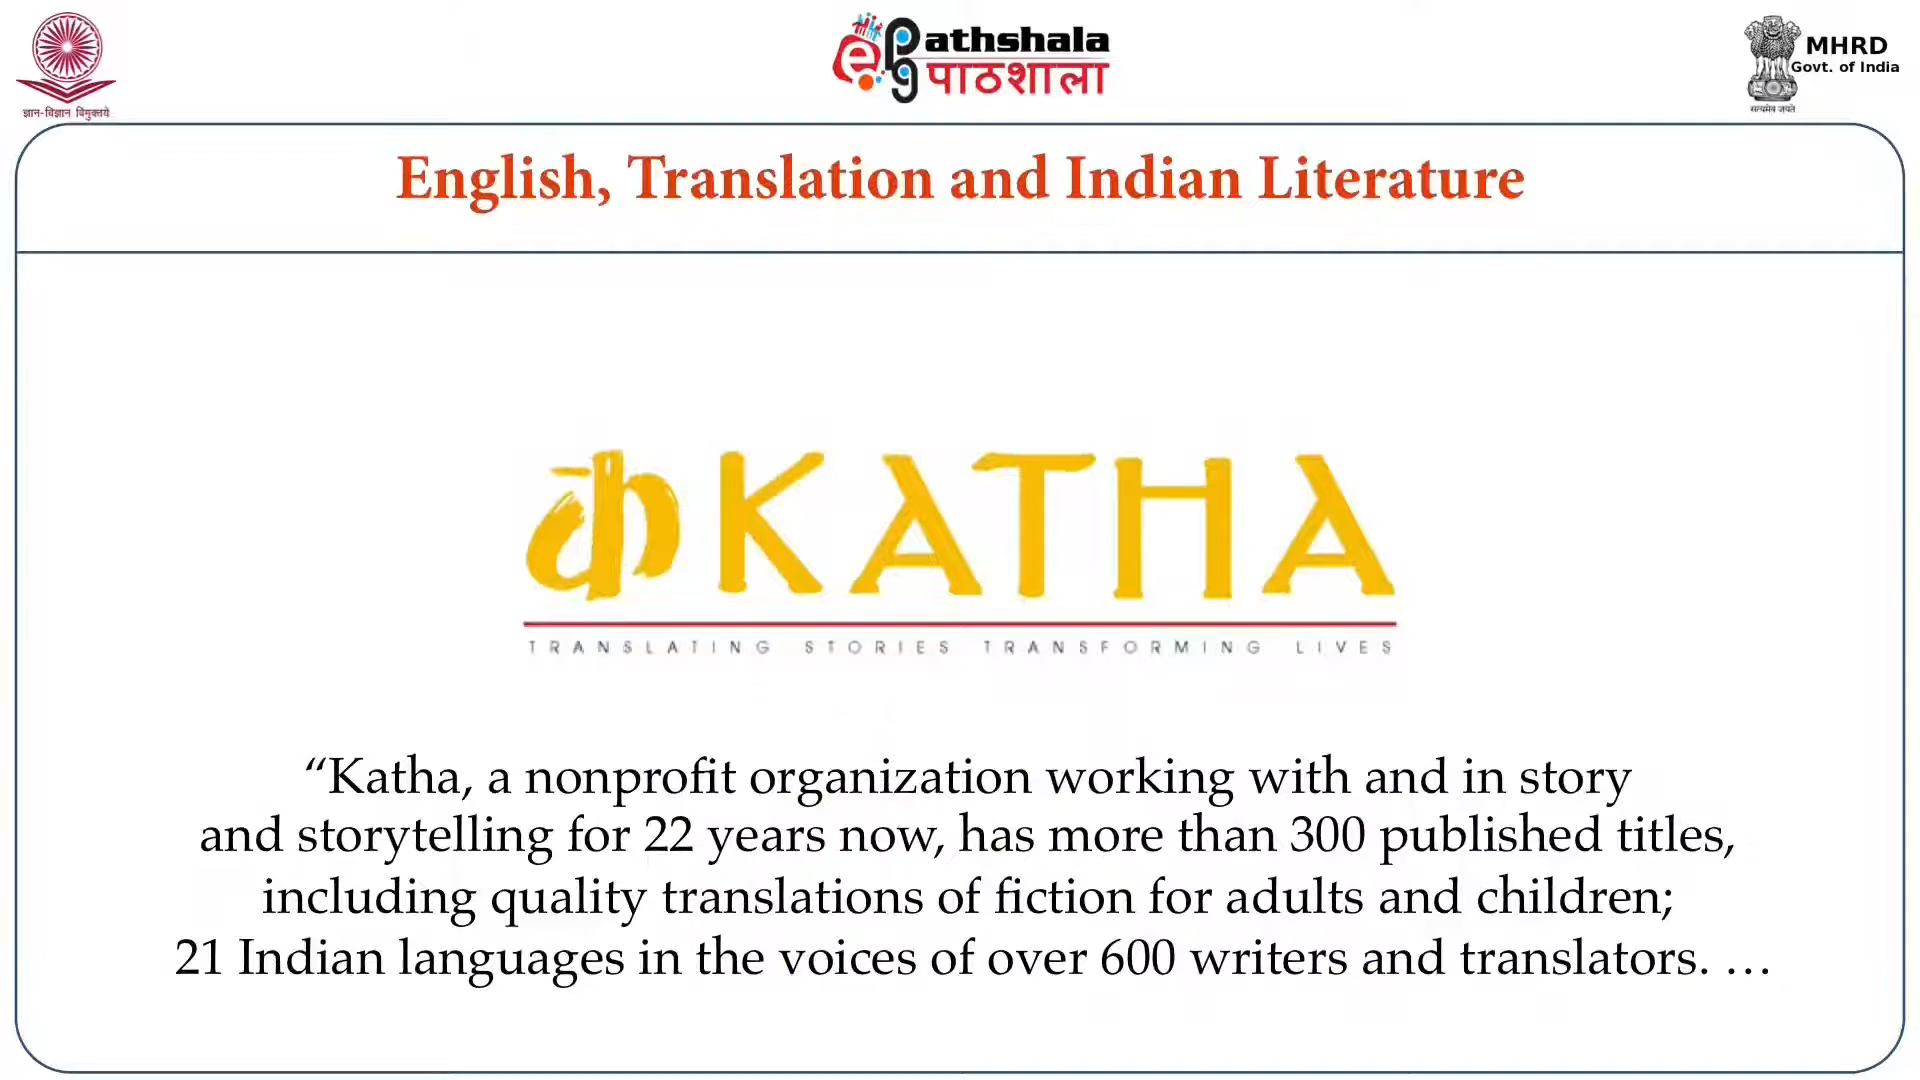 ज्ञान-विज्ञान विमुक्तये
ePG Pathshala
पाठशाला
MHRD
Govt. of India
सत्यमेव जयते
English, Translation and Indian Literature
क KATHA
TRANSLATING STORIES TRANSFORMING LIVES
“Katha, a nonprofit organization working with and in story
and storytelling for 22 years now, has more than 300 published titles,
including quality translations of fiction for adults and children;
21 Indian languages in the voices of over 600 writers and translators. …